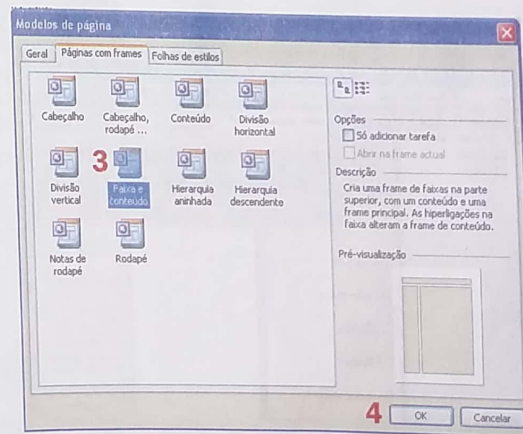 Modelos de página
Geral
Páginas com frames
Folhas de estilos
Cabeçalho
Cabeçalho,
rodapé ...
Conteúdo
Divisão
horizontal
3
Divisão
vertical
Faixa e
conteúdo
Hierarquia
aninhada
Hierarquia
descendente
Notas de
rodapé
Rodapé
Opções
Só adicionar tarefa
Abrir na frame actual
Descrição
Cria uma frame de faixas na parte
superior, com um conteúdo e uma
frame principal. As hiperligações na
faixa alteram a frame de conteúdo.
Pré-visualização
4
OK
Cancelar